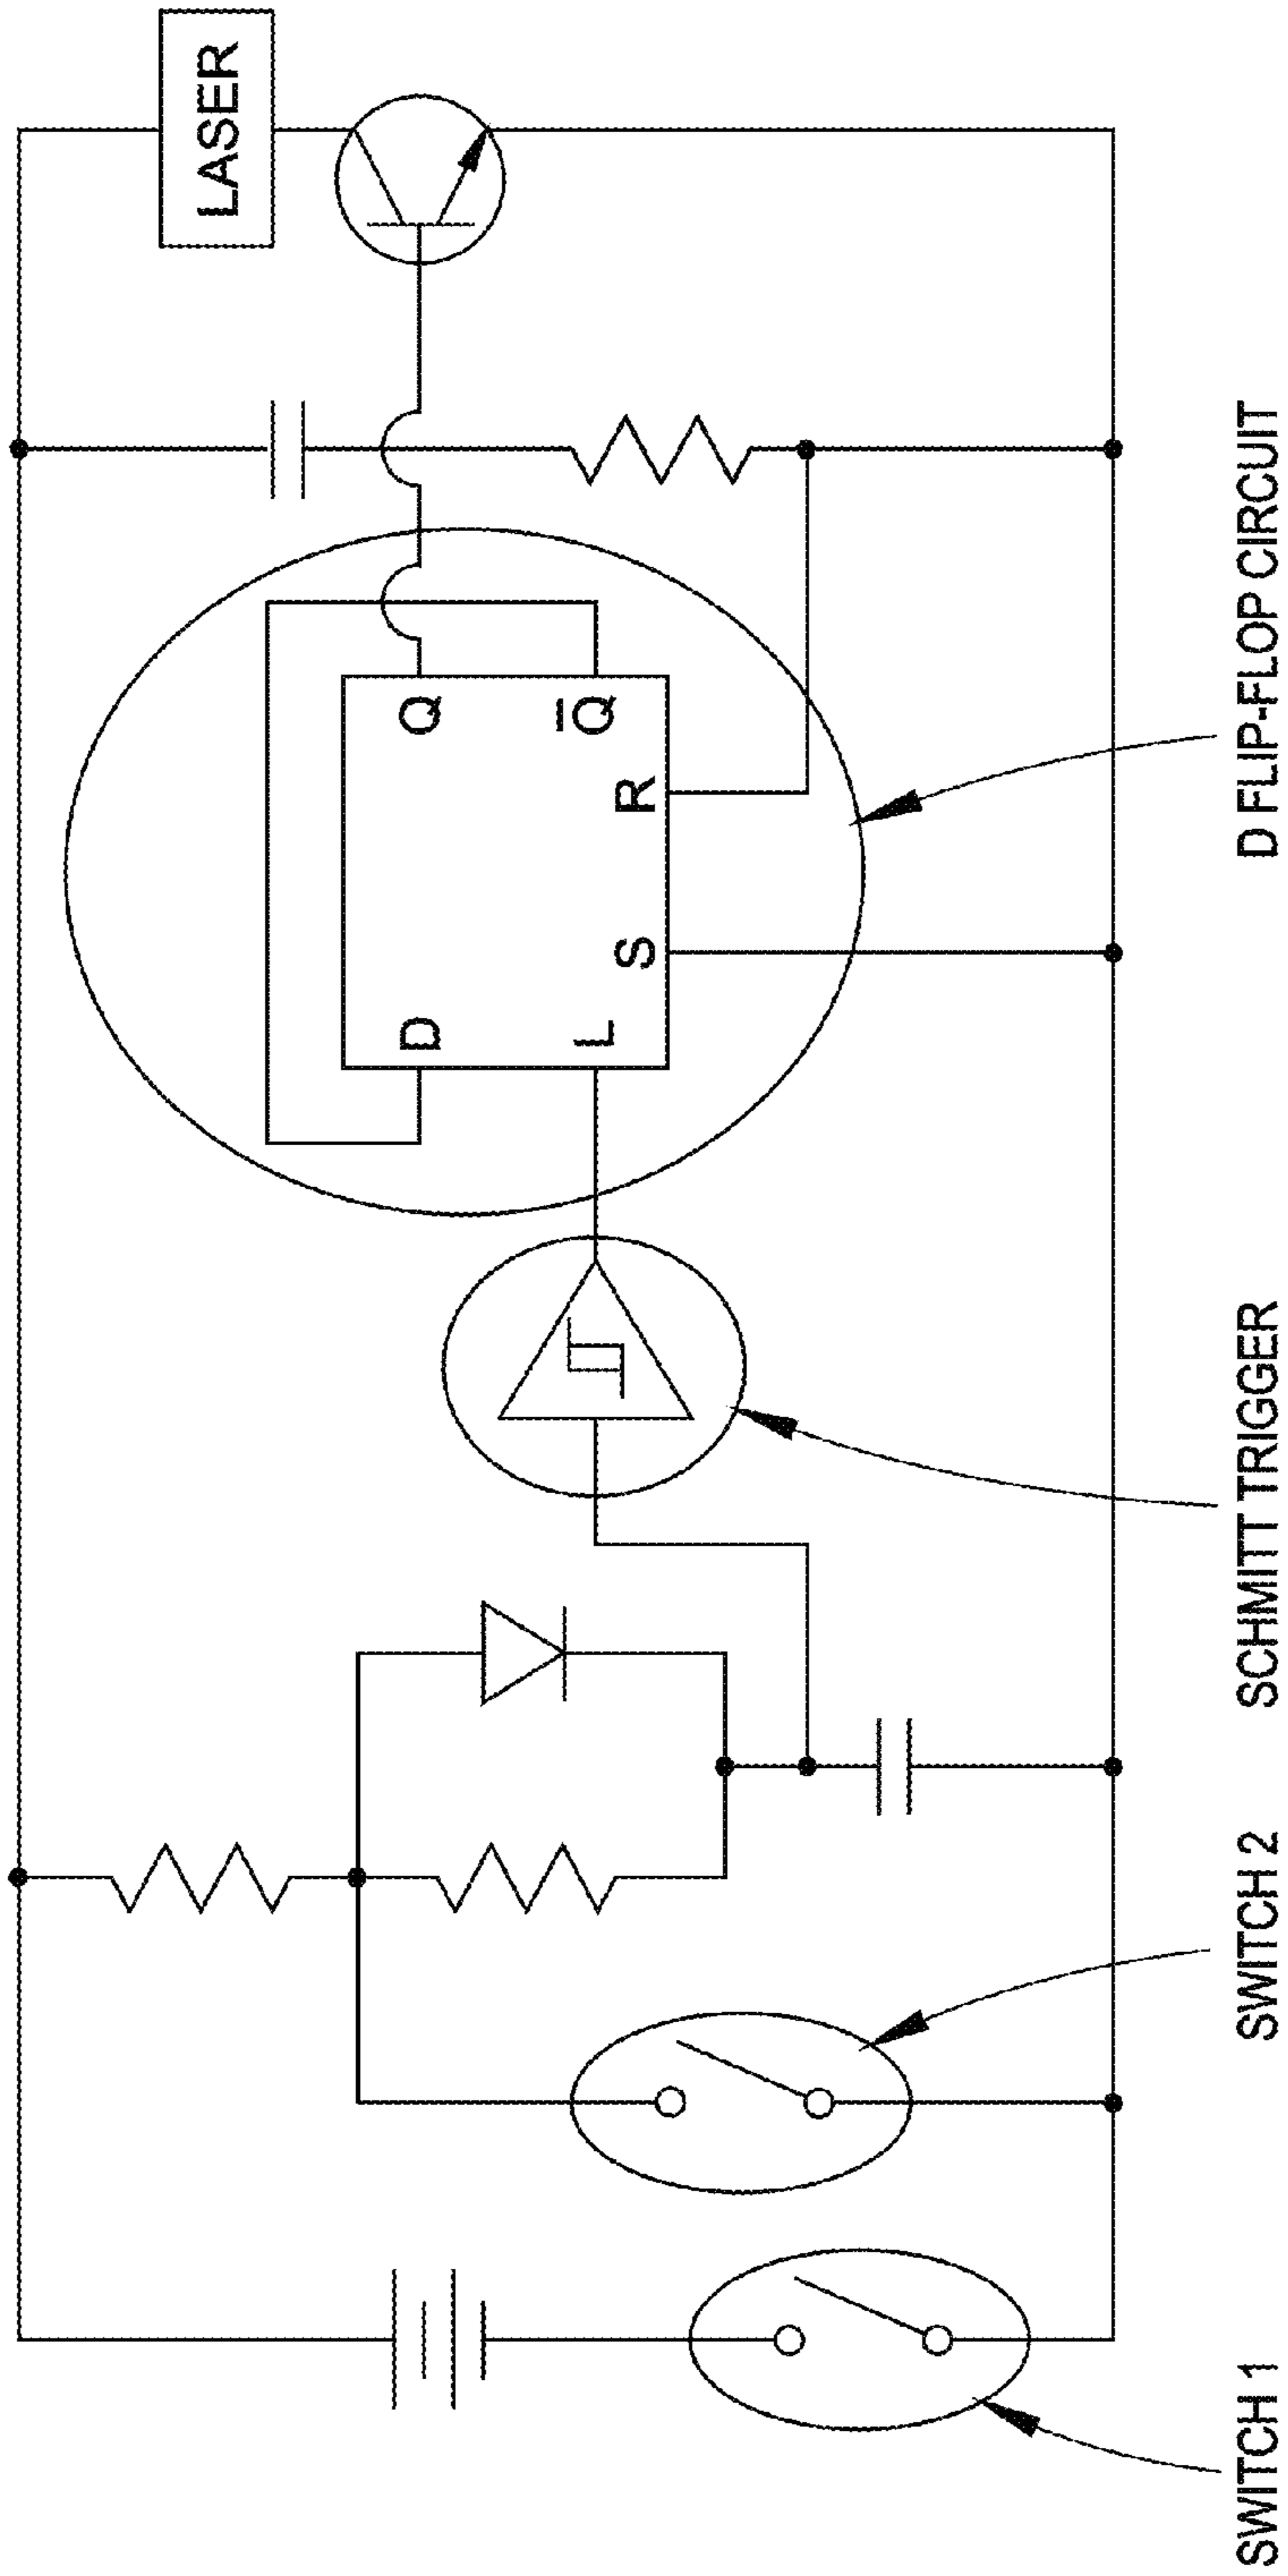 LASER
D
Q
L
Q̅
S
R
SWITCH 1
SWITCH 2
SCHMITT TRIGGER
D FLIP-FLOP CIRCUIT